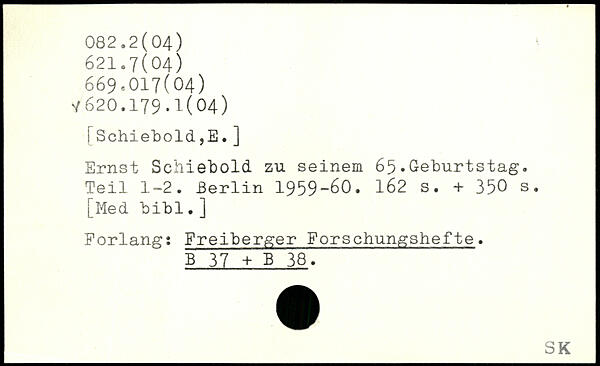 082.2(04)
621.7(04)
669.017(04)
√620.179.1(04)
[Schiebold,E.]
Ernst Schiebold zu seinem 65.Geburtstag.
Teil 1-2. Berlin 1959-60. 162 s. + 350 s.
[Med bibl.]
Forlang: Freiberger Forschungshefte.
B 37 + B 38.
SK